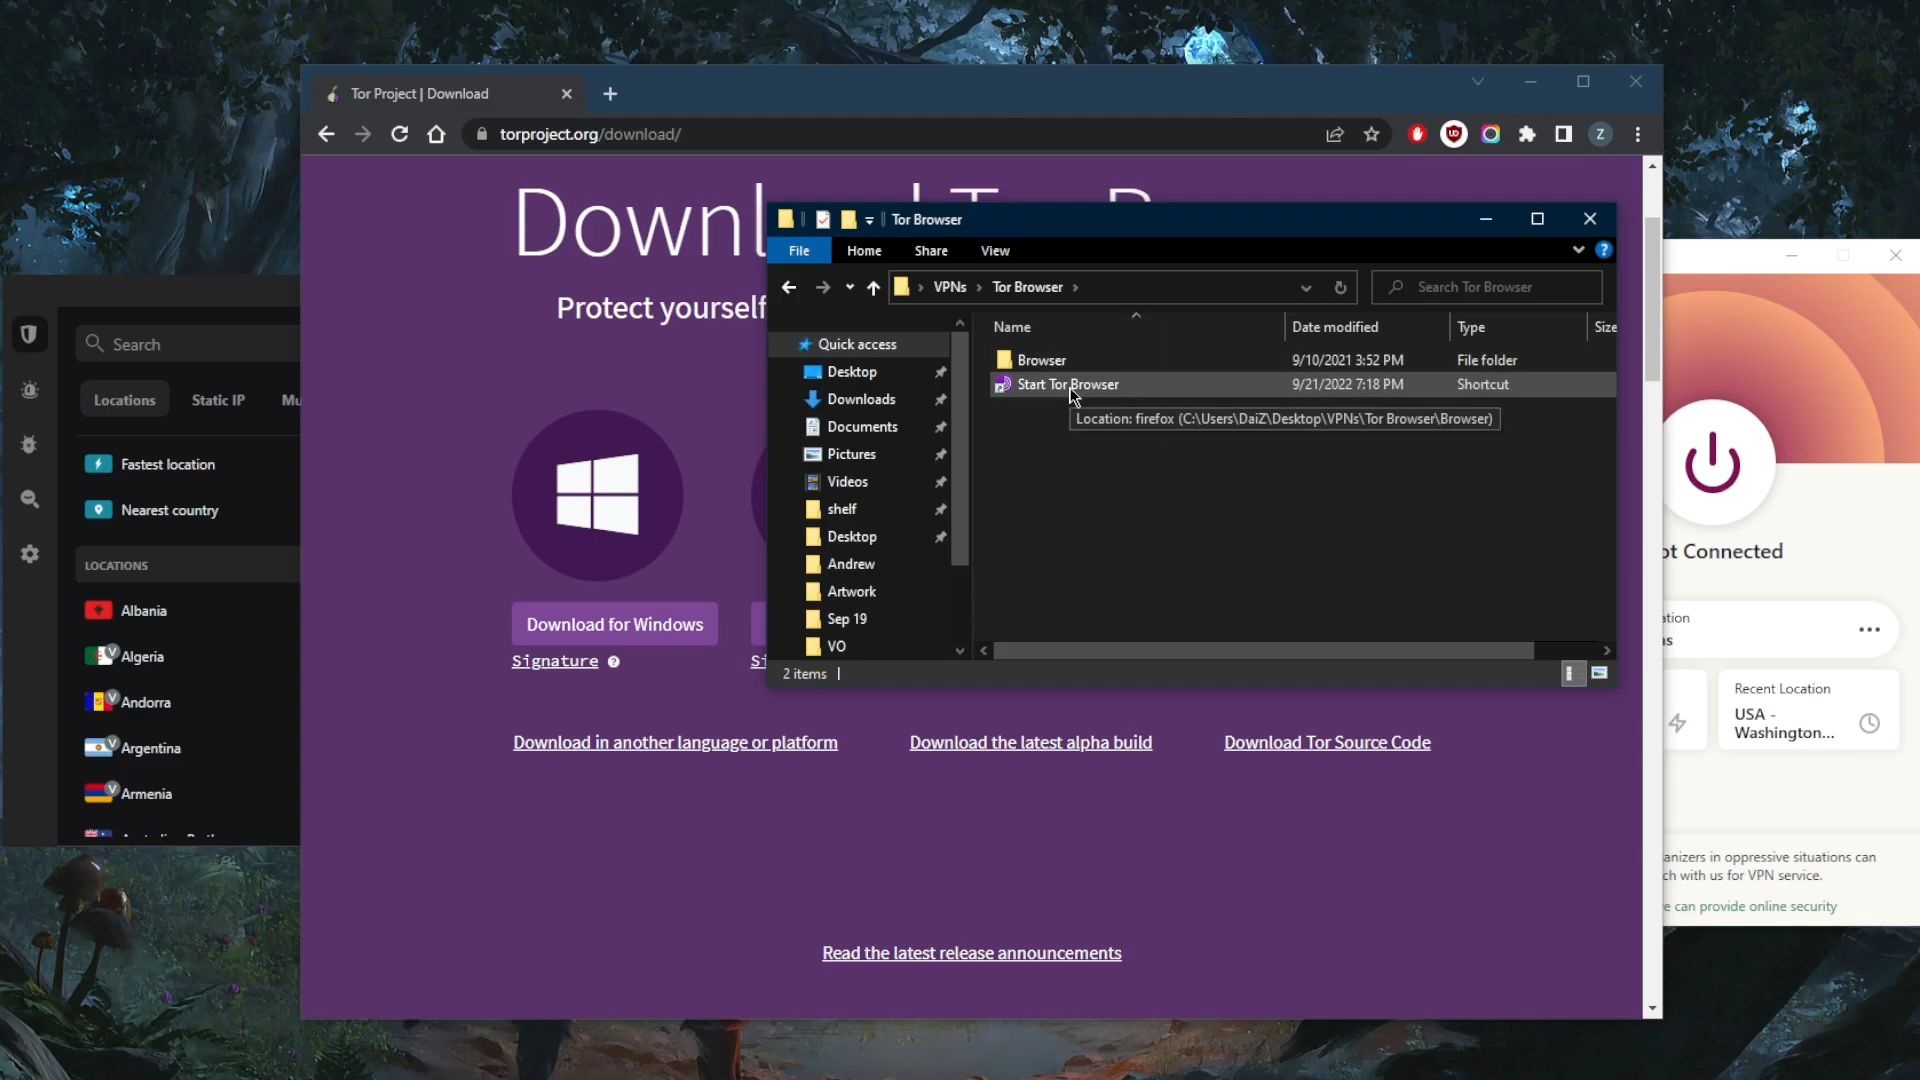 Tor Project | Download
torproject.org/download/
Z
Download
Protect yourself
Download for Windows
Signature ?
Download in another language or platform
Download the latest alpha build
Download Tor Source Code
Read the latest release announcements
Tor Browser
File Home Share View
VPNs > Tor Browser >
Search Tor Browser
Name Date modified Type Size
Browser 9/10/2021 3:52 PM File folder
Start Tor Browser 9/21/2022 7:18 PM Shortcut
Location: firefox (C:\Users\DaiZ\Desktop\VPNs\Tor Browser\Browser)
Quick access
Desktop
Downloads
Documents
Pictures
Videos
shelf
Desktop
Andrew
Artwork
Sep 19
VO
2 items
Search
Locations Static IP Mu
Fastest location
Nearest country
LOCATIONS
Albania
Algeria
Andorra
Argentina
Armenia
ot Connected
ation
as
Recent Location
USA -
Washington...
anizers in oppressive situations can
ch with us for VPN service.
e can provide online security